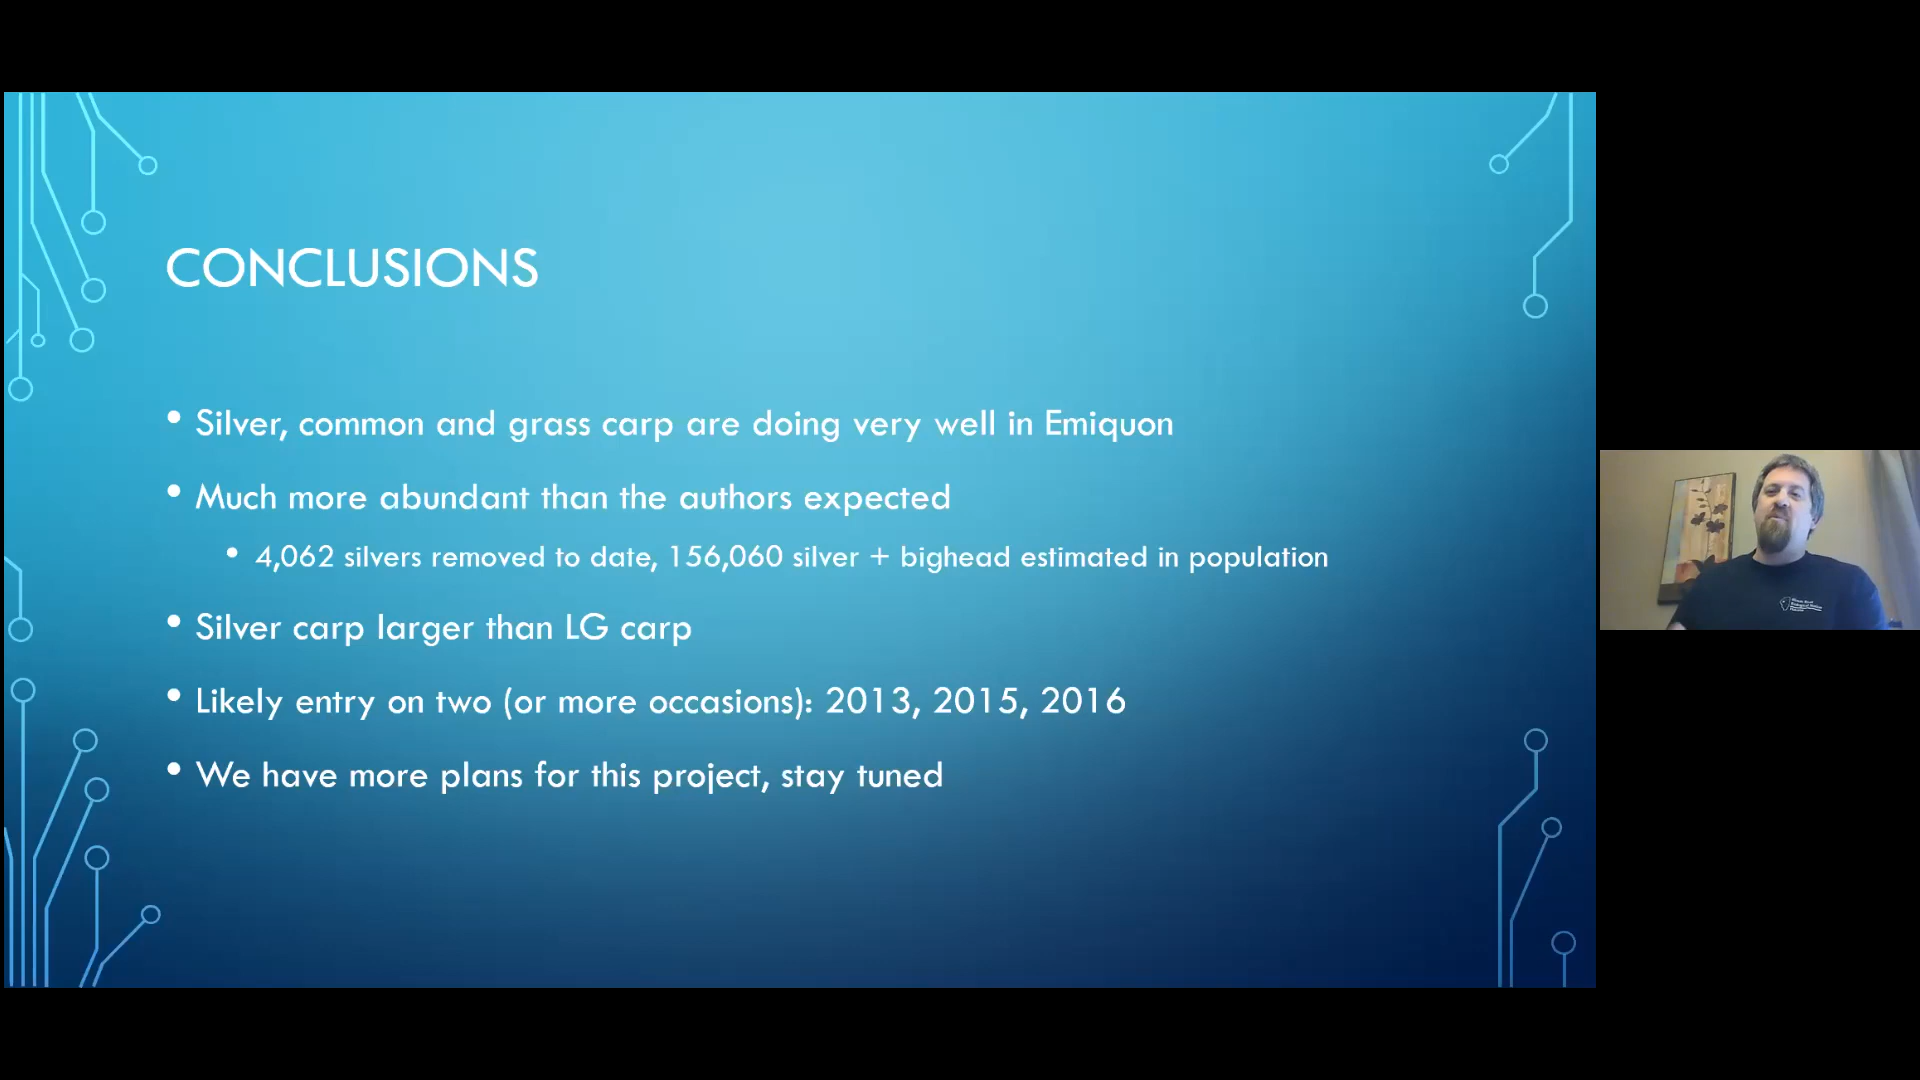 CONCLUSIONS
• Silver, common and grass carp are doing very well in Emiquon
• Much more abundant than the authors expected
• 4,062 silvers removed to date, 156,060 silver + bighead estimated in population
• Silver carp larger than LG carp
• Likely entry on two (or more occasions): 2013, 2015, 2016
• We have more plans for this project, stay tuned